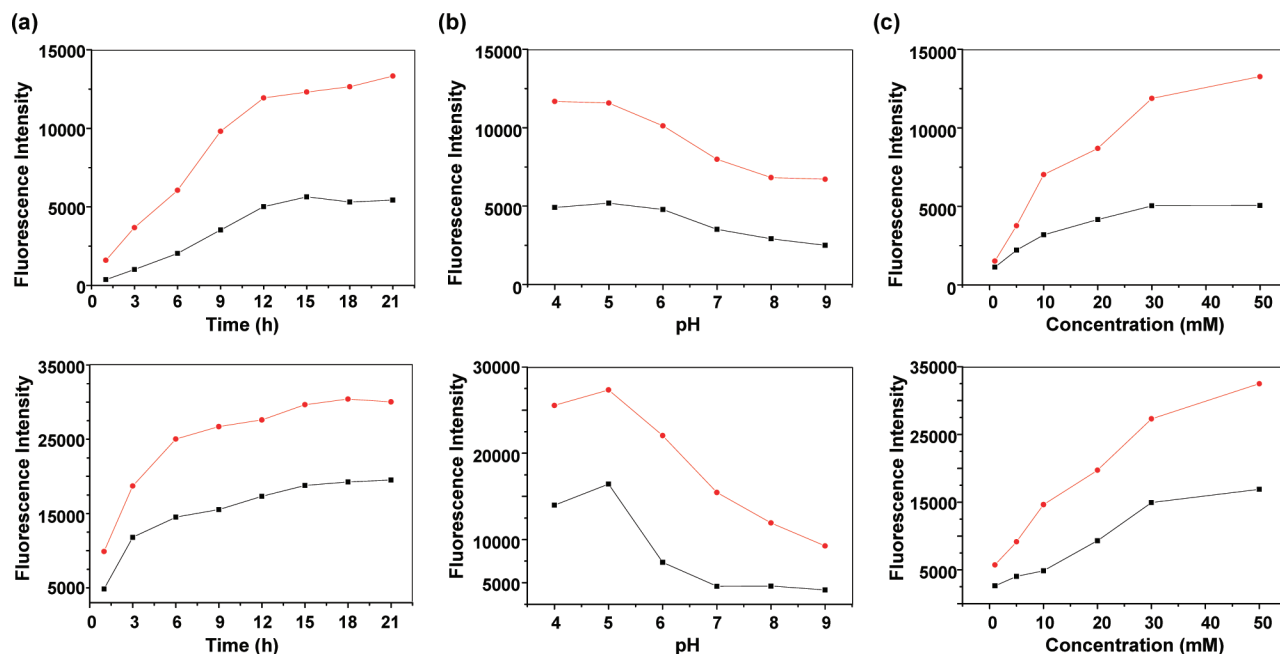 (a)
(b)
(c)
Fluorescence Intensity
15000
10000
5000
0
0 3 6 9 12 15 18 21
Time (h)
Fluorescence Intensity
15000
10000
5000
0
4 5 6 7 8 9
pH
Fluorescence Intensity
15000
10000
5000
0
0 10 20 30 40 50
Concentration (mM)
Fluorescence Intensity
35000
25000
15000
5000
0 3 6 9 12 15 18 21
Time (h)
Fluorescence Intensity
30000
20000
10000
5000
4 5 6 7 8 9
pH
Fluorescence Intensity
35000
25000
15000
5000
0 10 20 30 40 50
Concentration (mM)